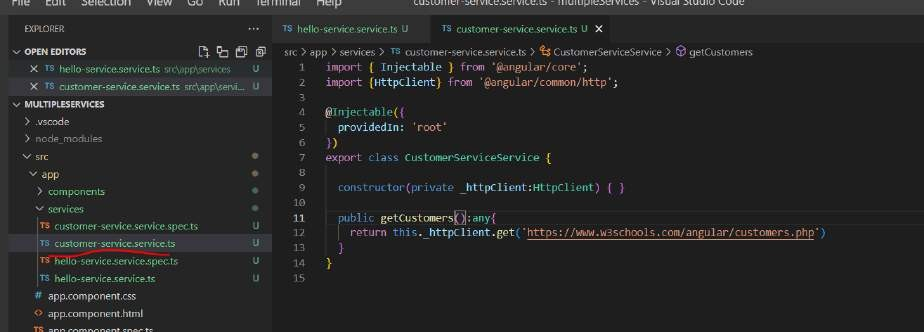 File Edit Selection View Go Run Terminal Help customer-service.service.ts - multipleServices - Visual Studio Code
EXPLORER
OPEN EDITORS
hello-service.service.ts src\app\services U
customer-service.service.ts src\app\servi... U
MULTIPLESERVICES
.vscode
node_modules
src
app
components
services
TS customer-service.service.spec.ts U
TS customer-service.service.ts U
TS hello-service.service.spec.ts U
TS hello-service.service.ts U
# app.component.css
<> app.component.html
TS app.component.spec.ts
TS hello-service.service.ts U
TS customer-service.service.ts U
src > app > services > TS customer-service.service.ts > CustomerServiceService > getCustomers
1 import { Injectable } from '@angular/core';
2 import {HttpClient} from '@angular/common/http';
3
4 @Injectable({
5 providedIn: 'root'
6 })
7 export class CustomerServiceService {
8
9 constructor(private _httpClient:HttpClient) { }
10
11 public getCustomers():any{
12 return this._httpClient.get('https://www.w3schools.com/angular/customers.php')
13 }
14 }
15